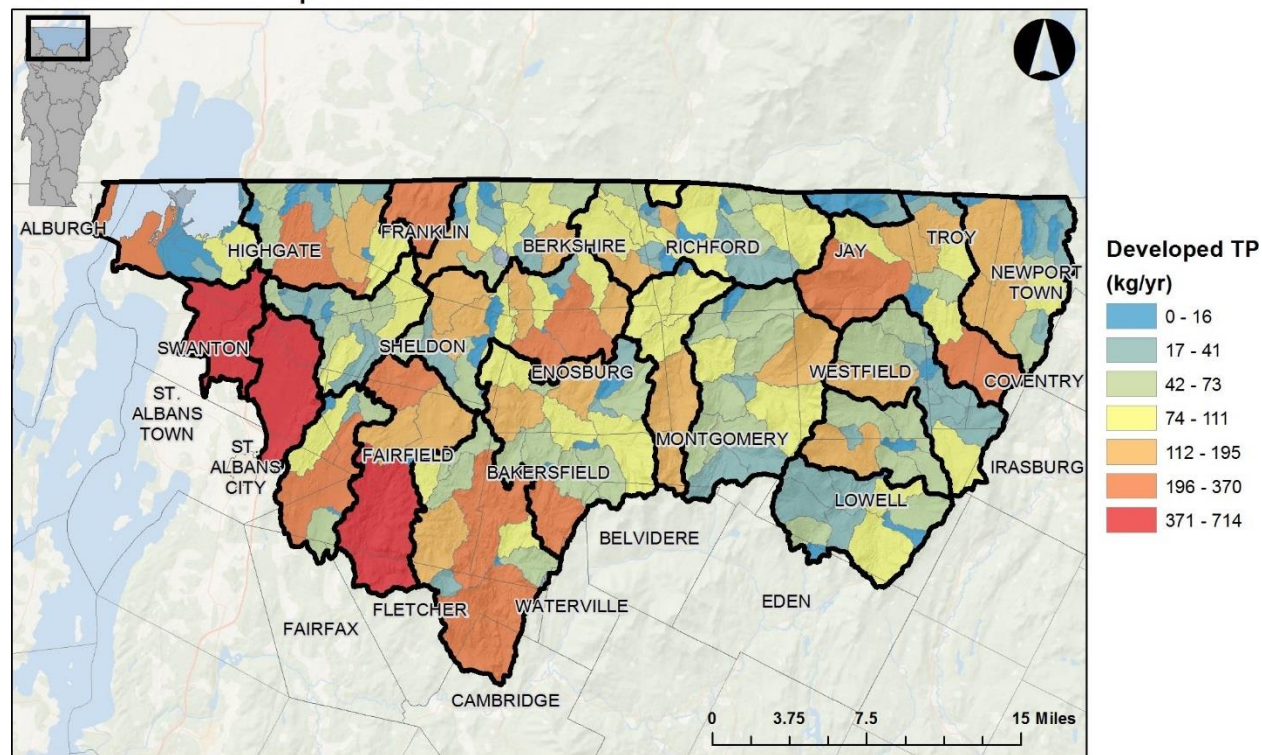 ALBURGH
HIGHGATE
FRANKLIN
BERKSHIRE
RICHFORD
JAY
TROY
NEWPORT
TOWN
SWANTON
SHELDON
ENOSBURG
WESTFIELD
COVENTRY
ST.
ALBANS
TOWN
ST.
ALBANS
CITY
FAIRFIELD
BAKERSFIELD
MONTGOMERY
IRASBURG
LOWELL
BELVIDERE
EDEN
FLETCHER
WATERVILLE
FAIRFAX
CAMBRIDGE
0 3.75 7.5 15 Miles
Developed TP
(kg/yr)
0 - 16
17 - 41
42 - 73
74 - 111
112 - 195
196 - 370
371 - 714